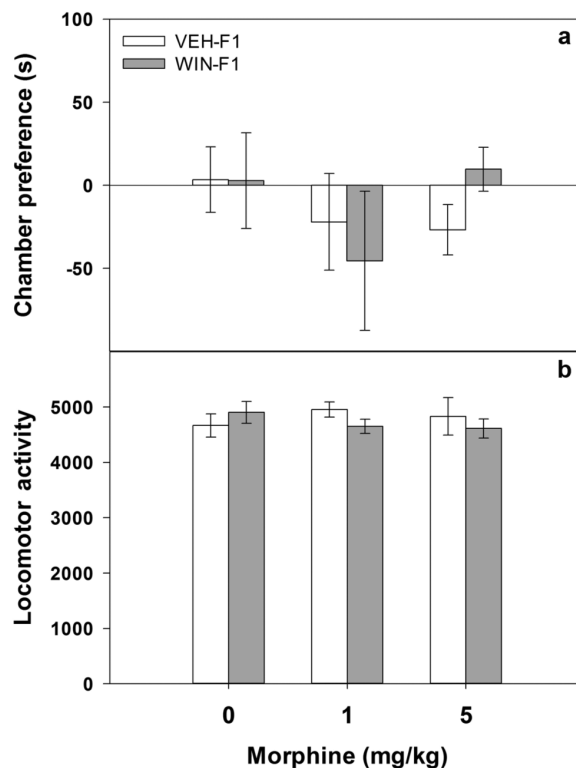 100
a
VEH-F1
WIN-F1
50
0
-50
Chamber preference (s)
b
5000
4000
3000
2000
1000
0
Locomotor activity
0 1 5
Morphine (mg/kg)